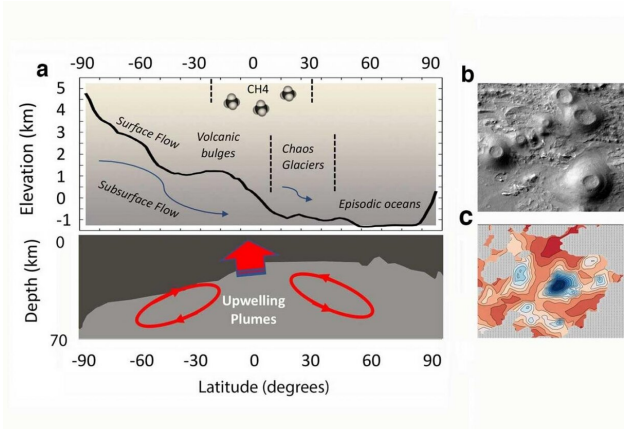 -90 -60 -30 0 30 60 90
a
b
CH4
5
4
3
2
1
0
-1
Elevation (km)
Surface Flow
Volcanic
bulges
Chaos
Glaciers
Subsurface Flow
Episodic oceans
c
0
70
Depth (km)
Upwelling
Plumes
-90 -60 -30 0 30 60 90
Latitude (degrees)